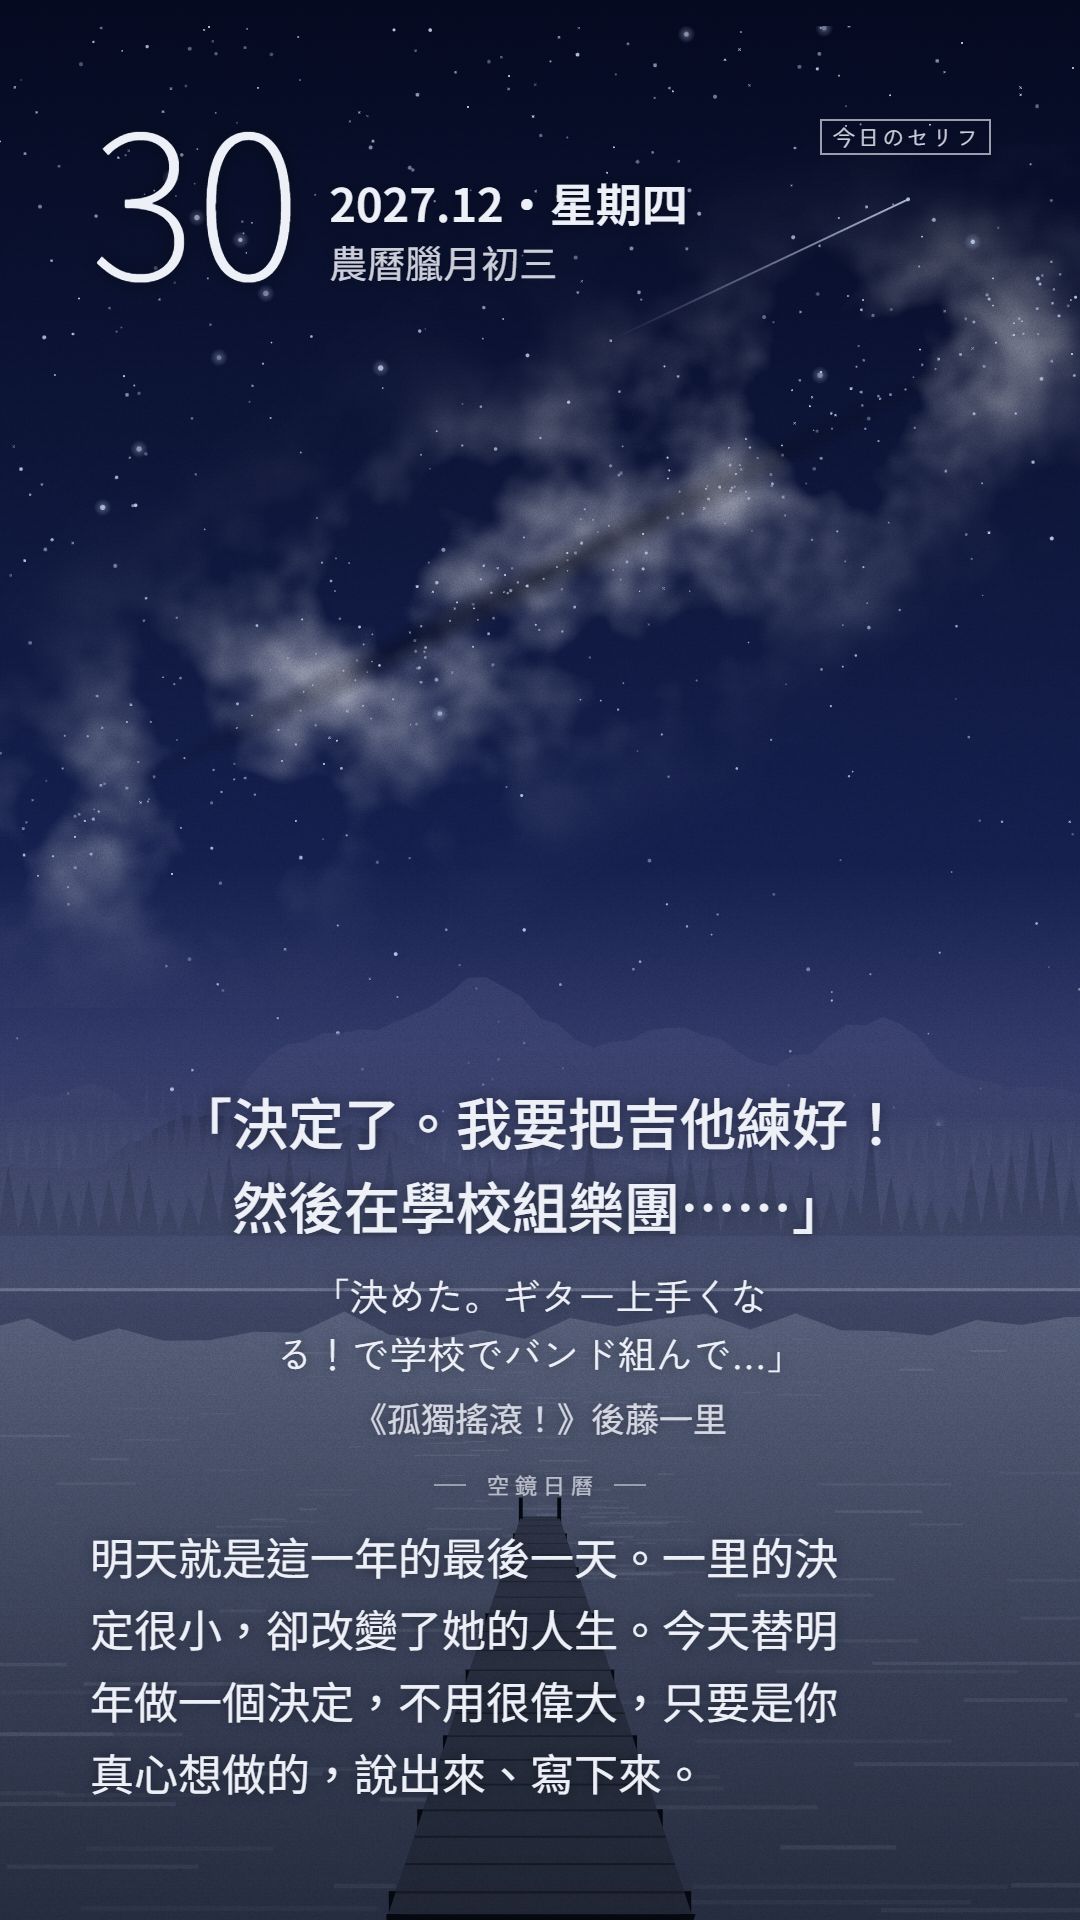 今日のセリフ
30
2027.12・星期四
農曆臘月初三
「決定了。我要把吉他練好！
然後在學校組樂團⋯⋯」
「決めた。ギター上手くな
る！で学校でバンド組んで…」
《孤獨搖滾！》後藤一里
— 空鏡日曆 —
明天就是這一年的最後一天。一里的決
定很小，卻改變了她的人生。今天替明
年做一個決定，不用很偉大，只要是你
真心想做的，說出來、寫下來。